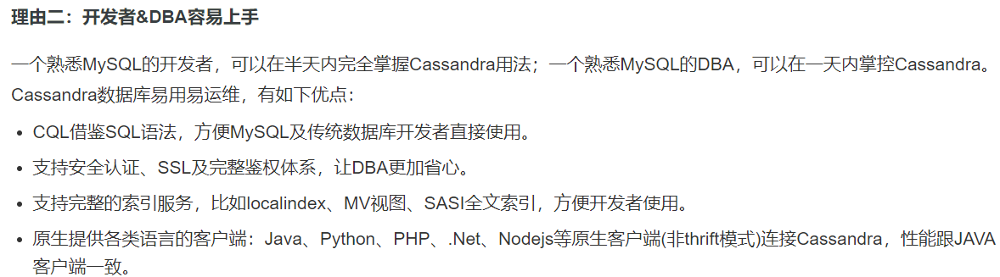 理由二：开发者&DBA容易上手
一个熟悉MySQL的开发者，可以在半天内完全掌握Cassandra用法；一个熟悉MySQL的DBA，可以在一天内掌控Cassandra。
Cassandra数据库易用易运维，有如下优点：
• CQL借鉴SQL语法，方便MySQL及传统数据库开发者直接使用。
• 支持安全认证、SSL及完整鉴权体系，让DBA更加省心。
• 支持完整的索引服务，比如localindex、MV视图、SASI全文索引，方便开发者使用。
• 原生提供各类语言的客户端：Java、Python、PHP、.Net、Nodejs等原生客户端(非thrift模式)连接Cassandra，性能跟JAVA
客户端一致。